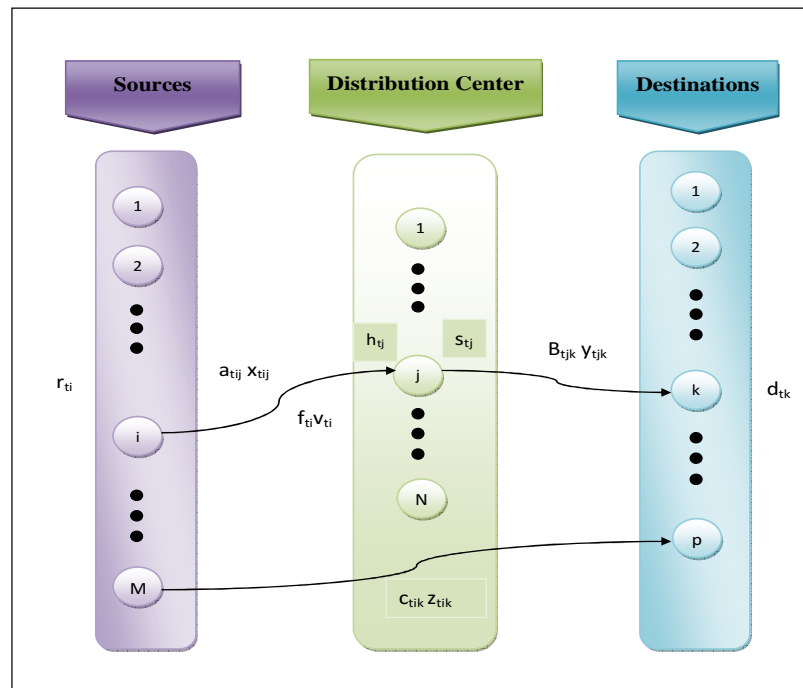 Sources
Distribution Center
Destinations
1
2
i
M
r_ti
a_tij x_tij
f_ti v_ti
1
h_tj
s_tj
j
N
c_tik z_tik
B_tjk y_tjk
1
2
k
p
d_tk